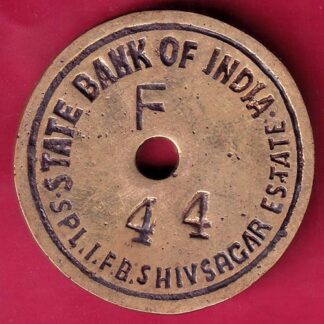 STATE BANK OF INDIA.
F
44
S.SPL.I.F.B.SHIVSAGAR ESTATE.